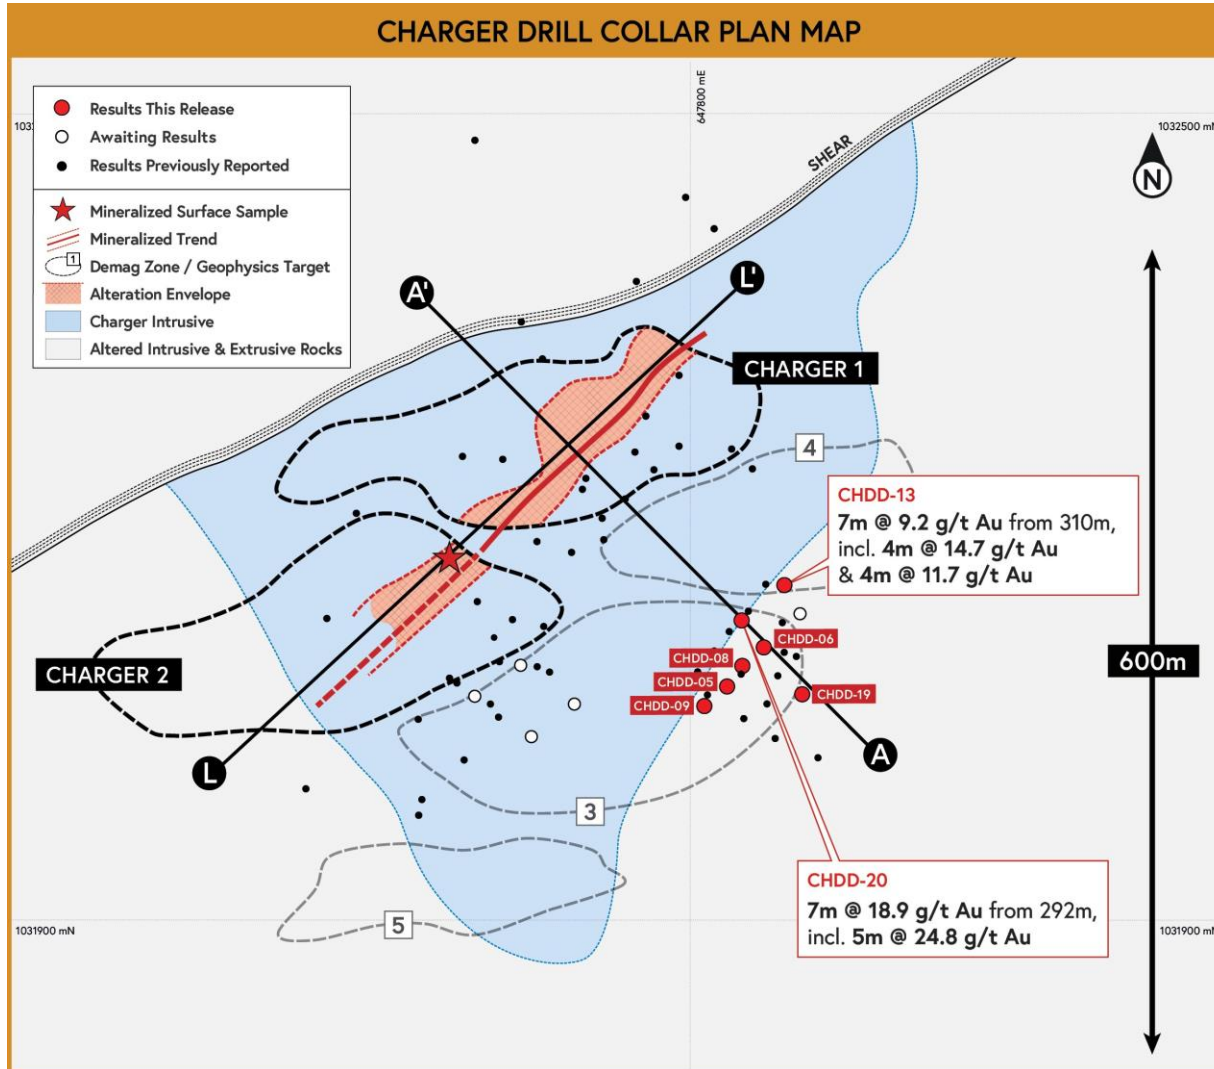 CHARGER DRILL COLLAR PLAN MAP
Results This Release
Awaiting Results
Results Previously Reported
Mineralized Surface Sample
Mineralized Trend
1
Demag Zone / Geophysics Target
Alteration Envelope
Charger Intrusive
Altered Intrusive & Extrusive Rocks
647800 mE
1032500 mN
SHEAR
N
A'
L'
CHARGER 1
4
CHDD-13
7m @ 9.2 g/t Au from 310m,
incl. 4m @ 14.7 g/t Au
& 4m @ 11.7 g/t Au
CHDD-06
CHDD-08
CHDD-05
CHDD-09
CHDD-19
600m
CHARGER 2
L
A
3
CHDD-20
7m @ 18.9 g/t Au from 292m,
incl. 5m @ 24.8 g/t Au
5
1031900 mN
1031900 mN